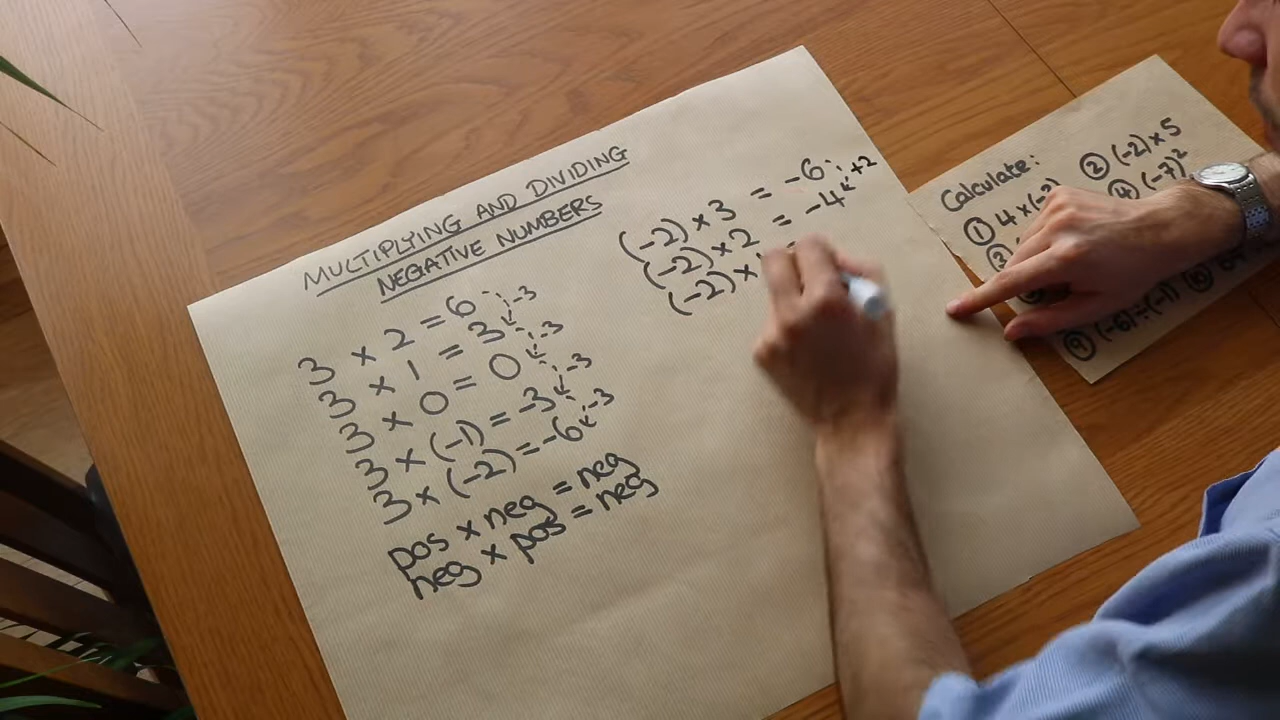 MULTIPLYING AND DIVIDING
NEGATIVE NUMBERS
3 × 2 = 6 -3
3 × 1 = 3 -3
3 × 0 = 0 -3
3 × (-1) = -3 -3
3 × (-2) = -6
pos × neg = neg
neg × pos = neg
(-2) × 3 = -6 +2
(-2) × 2 = -4
(-2) ×
Calculate:
① 4 ×
② (-2) × 5
③
④ (-7)²
⑨ (-6) ÷ (-1)